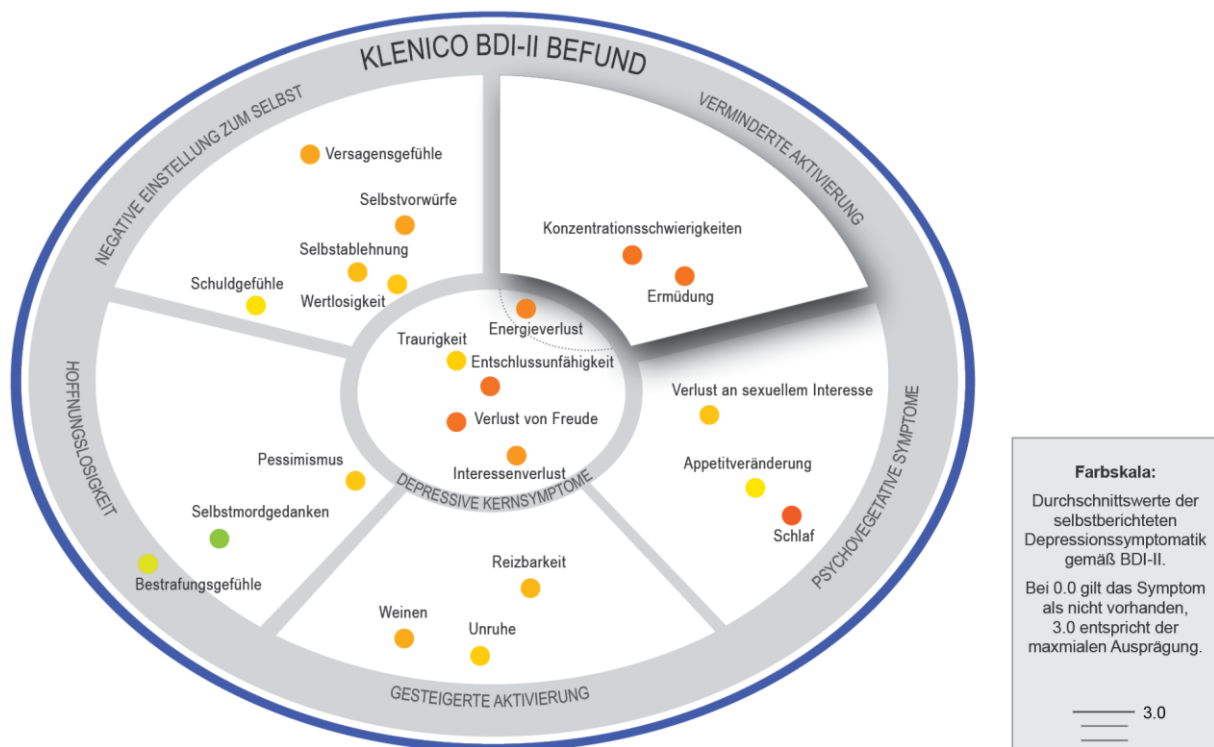 KLENICO BDI-II BEFUND
NEGATIVE EINSTELLUNG ZUM SELBST
VERMINDERTE AKTIVIERUNG
Versagensgefühle
Selbstvorwürfe
Selbstablehnung
Schuldgefühle
Wertlosigkeit
Konzentrationsschwierigkeiten
Ermüdung
Energieverlust
Traurigkeit
Entschlussunfähigkeit
Verlust von Freude
Interessenverlust
DEPRESSIVE KERNSYMPTOME
HOFFNUNGSLOSIGKEIT
Pessimismus
Selbstmordgedanken
Bestrafungsgefühle
Verlust an sexuellem Interesse
Appetitveränderung
Schlaf
PSYCHOVEGETATIVE SYMPTOME
Reizbarkeit
Weinen
Unruhe
GESTEIGERTE AKTIVIERUNG
Farbskala:
Durchschnittswerte der
selbstberichteten
Depressionssymptomatik
gemäß BDI-II.
Bei 0.0 gilt das Symptom
als nicht vorhanden,
3.0 entspricht der
maxmialen Ausprägung.
3.0